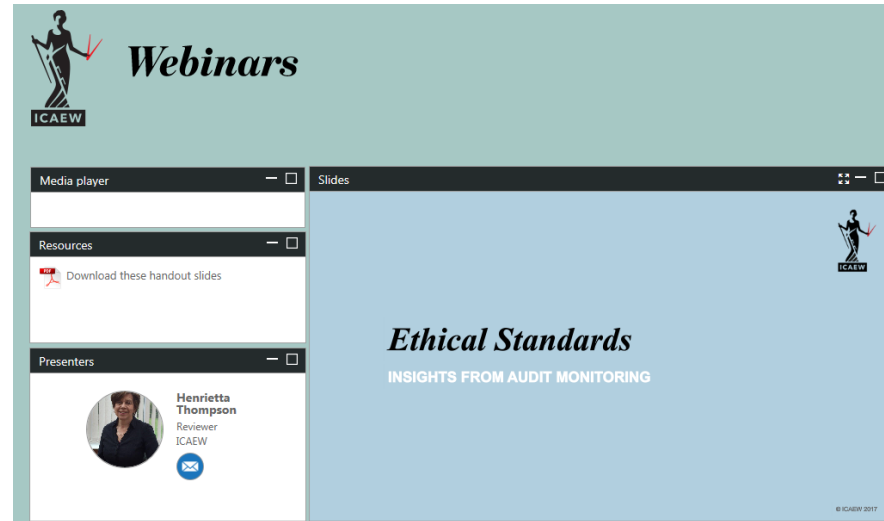 ICAEW
Webinars
Media player
Resources
Download these handout slides
Presenters
Henrietta
Thompson
Reviewer
ICAEW
Slides
ICAEW
Ethical Standards
INSIGHTS FROM AUDIT MONITORING
© ICAEW 2017